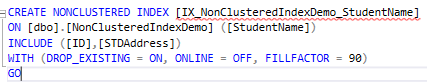 CREATE NONCLUSTERED INDEX [IX_NonClusteredIndexDemo_StudentName]
ON [dbo].[NonClusteredIndexDemo] ([StudentName])
INCLUDE ([ID],[STDAddress])
WITH (DROP_EXISTING = ON, ONLINE = OFF, FILLFACTOR = 90)
GO